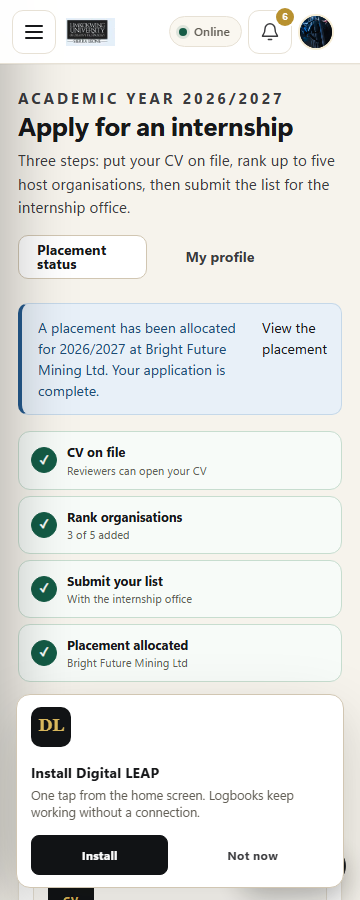 LIMKOKWING
UNIVERSITY
SIERRA LEONE
Online
6
ACADEMIC YEAR 2026/2027
Apply for an internship
Three steps: put your CV on file, rank up to five
host organisations, then submit the list for the
internship office.
Placement
status
My profile
A placement has been allocated
for 2026/2027 at Bright Future
Mining Ltd. Your application is
complete.
View the
placement
CV on file
Reviewers can open your CV
Rank organisations
3 of 5 added
Submit your list
With the internship office
Placement allocated
Bright Future Mining Ltd
DL
Install Digital LEAP
One tap from the home screen. Logbooks keep
working without a connection.
Install
Not now